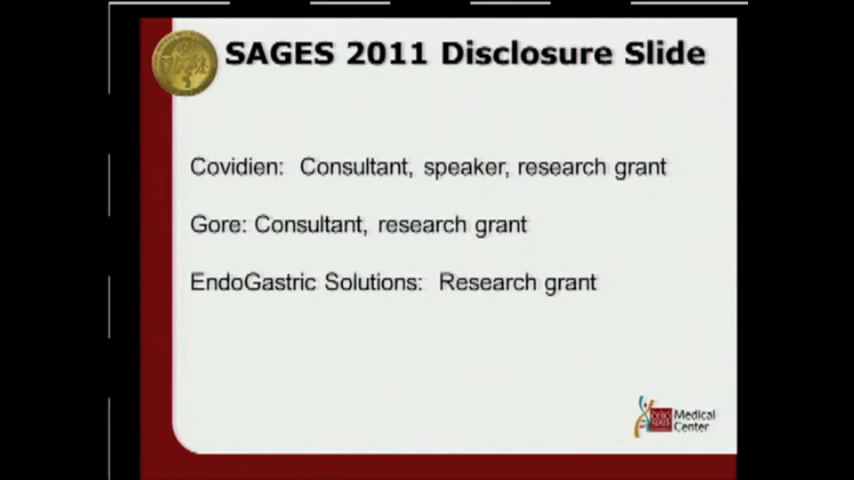 SAGES 2011 Disclosure Slide
Covidien: Consultant, speaker, research grant
Gore: Consultant, research grant
EndoGastric Solutions: Research grant
Medical
Center